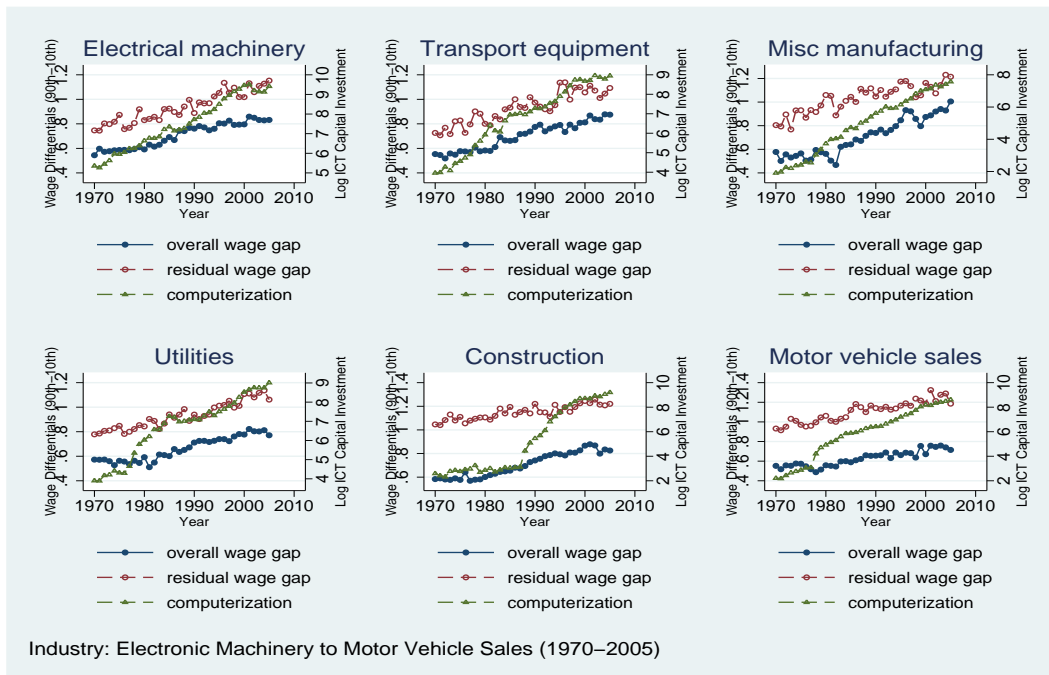 Electrical machinery
Wage Differentials (90th–10th)
.4 .6 .8 1 1.2
5 6 7 8 9 10
Log ICT Capital Investment
1970 1980 1990 2000 2010
Year
overall wage gap
residual wage gap
computerization
Transport equipment
Wage Differentials (90th–10th)
.4 .6 .8 1 1.2
4 5 6 7 8 9
Log ICT Capital Investment
1970 1980 1990 2000 2010
Year
overall wage gap
residual wage gap
computerization
Misc manufacturing
Wage Differentials (90th–10th)
.4 .6 .8 1 1.2
2 4 6 8
Log ICT Capital Investment
1970 1980 1990 2000 2010
Year
overall wage gap
residual wage gap
computerization
Utilities
Wage Differentials (90th–10th)
.4 .6 .8 1 1.2
4 5 6 7 8 9
Log ICT Capital Investment
1970 1980 1990 2000 2010
Year
overall wage gap
residual wage gap
computerization
Construction
Wage Differentials (90th–10th)
.6 .8 1 1.2 1.4
2 4 6 8 10
Log ICT Capital Investment
1970 1980 1990 2000 2010
Year
overall wage gap
residual wage gap
computerization
Motor vehicle sales
Wage Differentials (90th–10th)
.4 .6 .8 1 1.2 1.4
2 4 6 8 10
Log ICT Capital Investment
1970 1980 1990 2000 2010
Year
overall wage gap
residual wage gap
computerization
Industry: Electronic Machinery to Motor Vehicle Sales (1970–2005)